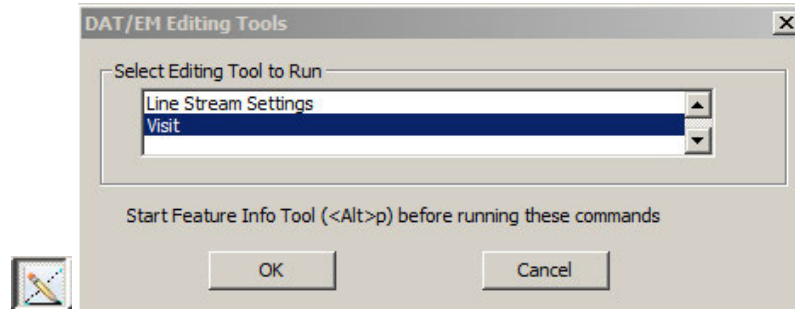 DAT/EM Editing Tools
Select Editing Tool to Run
Line Stream Settings
Visit
Start Feature Info Tool (<Alt>p) before running these commands
OK Cancel